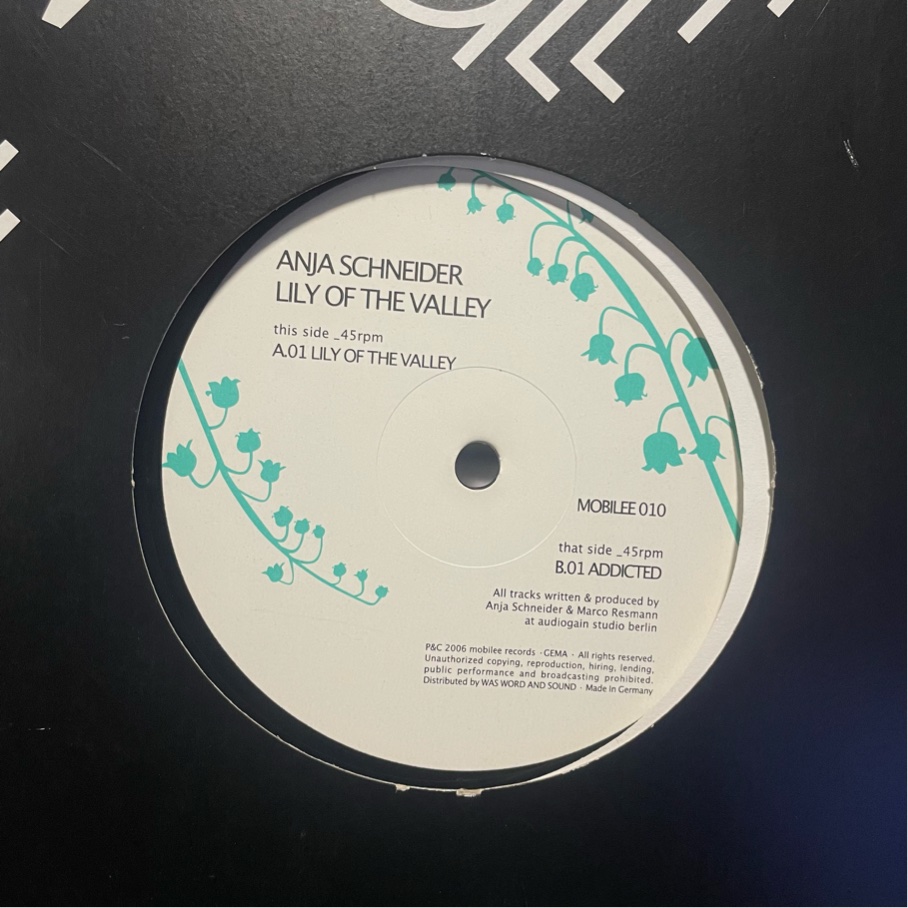 ANJA SCHNEIDER
LILY OF THE VALLEY
this side _45rpm
A.01 LILY OF THE VALLEY
MOBILEE 010
that side _45rpm
B.01 ADDICTED
All tracks written & produced by
Anja Schneider & Marco Resmann
at audiogain studio berlin
P&C 2006 mobilee records · GEMA · All rights reserved.
Unauthorized copying, reproduction, hiring, lending,
public performance and broadcasting prohibited.
Distributed by WAS WORD AND SOUND · Made In Germany